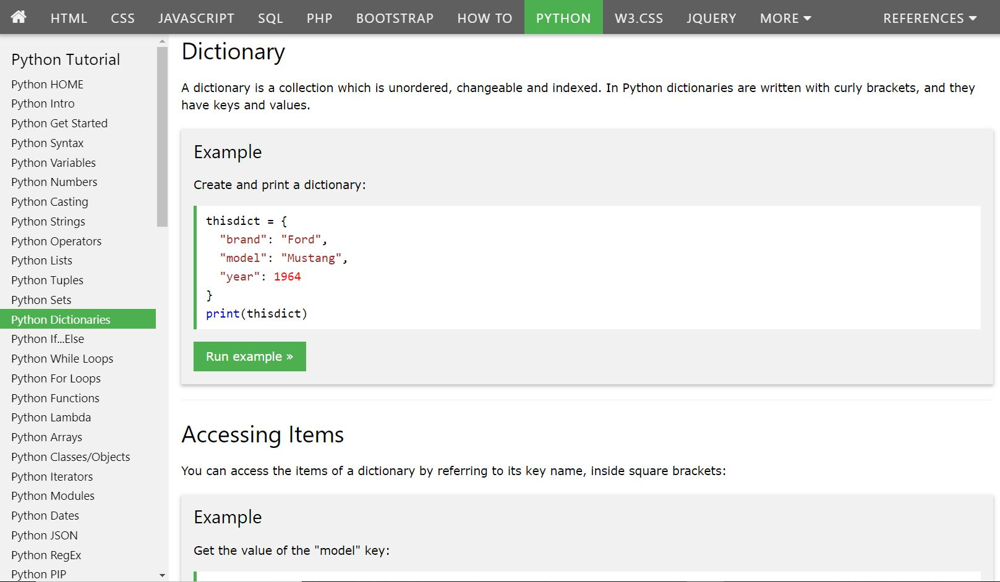 HTML CSS JAVASCRIPT SQL PHP BOOTSTRAP HOW TO PYTHON W3.CSS JQUERY MORE REFERENCES
Python Tutorial
Python HOME
Python Intro
Python Get Started
Python Syntax
Python Variables
Python Numbers
Python Casting
Python Strings
Python Operators
Python Lists
Python Tuples
Python Sets
Python Dictionaries
Python If...Else
Python While Loops
Python For Loops
Python Functions
Python Lambda
Python Arrays
Python Classes/Objects
Python Iterators
Python Modules
Python Dates
Python JSON
Python RegEx
Python PIP
Dictionary
A dictionary is a collection which is unordered, changeable and indexed. In Python dictionaries are written with curly brackets, and they
have keys and values.
Example
Create and print a dictionary:
thisdict = {
  "brand": "Ford",
  "model": "Mustang",
  "year": 1964
}
print(thisdict)
Run example »
Accessing Items
You can access the items of a dictionary by referring to its key name, inside square brackets:
Example
Get the value of the "model" key: